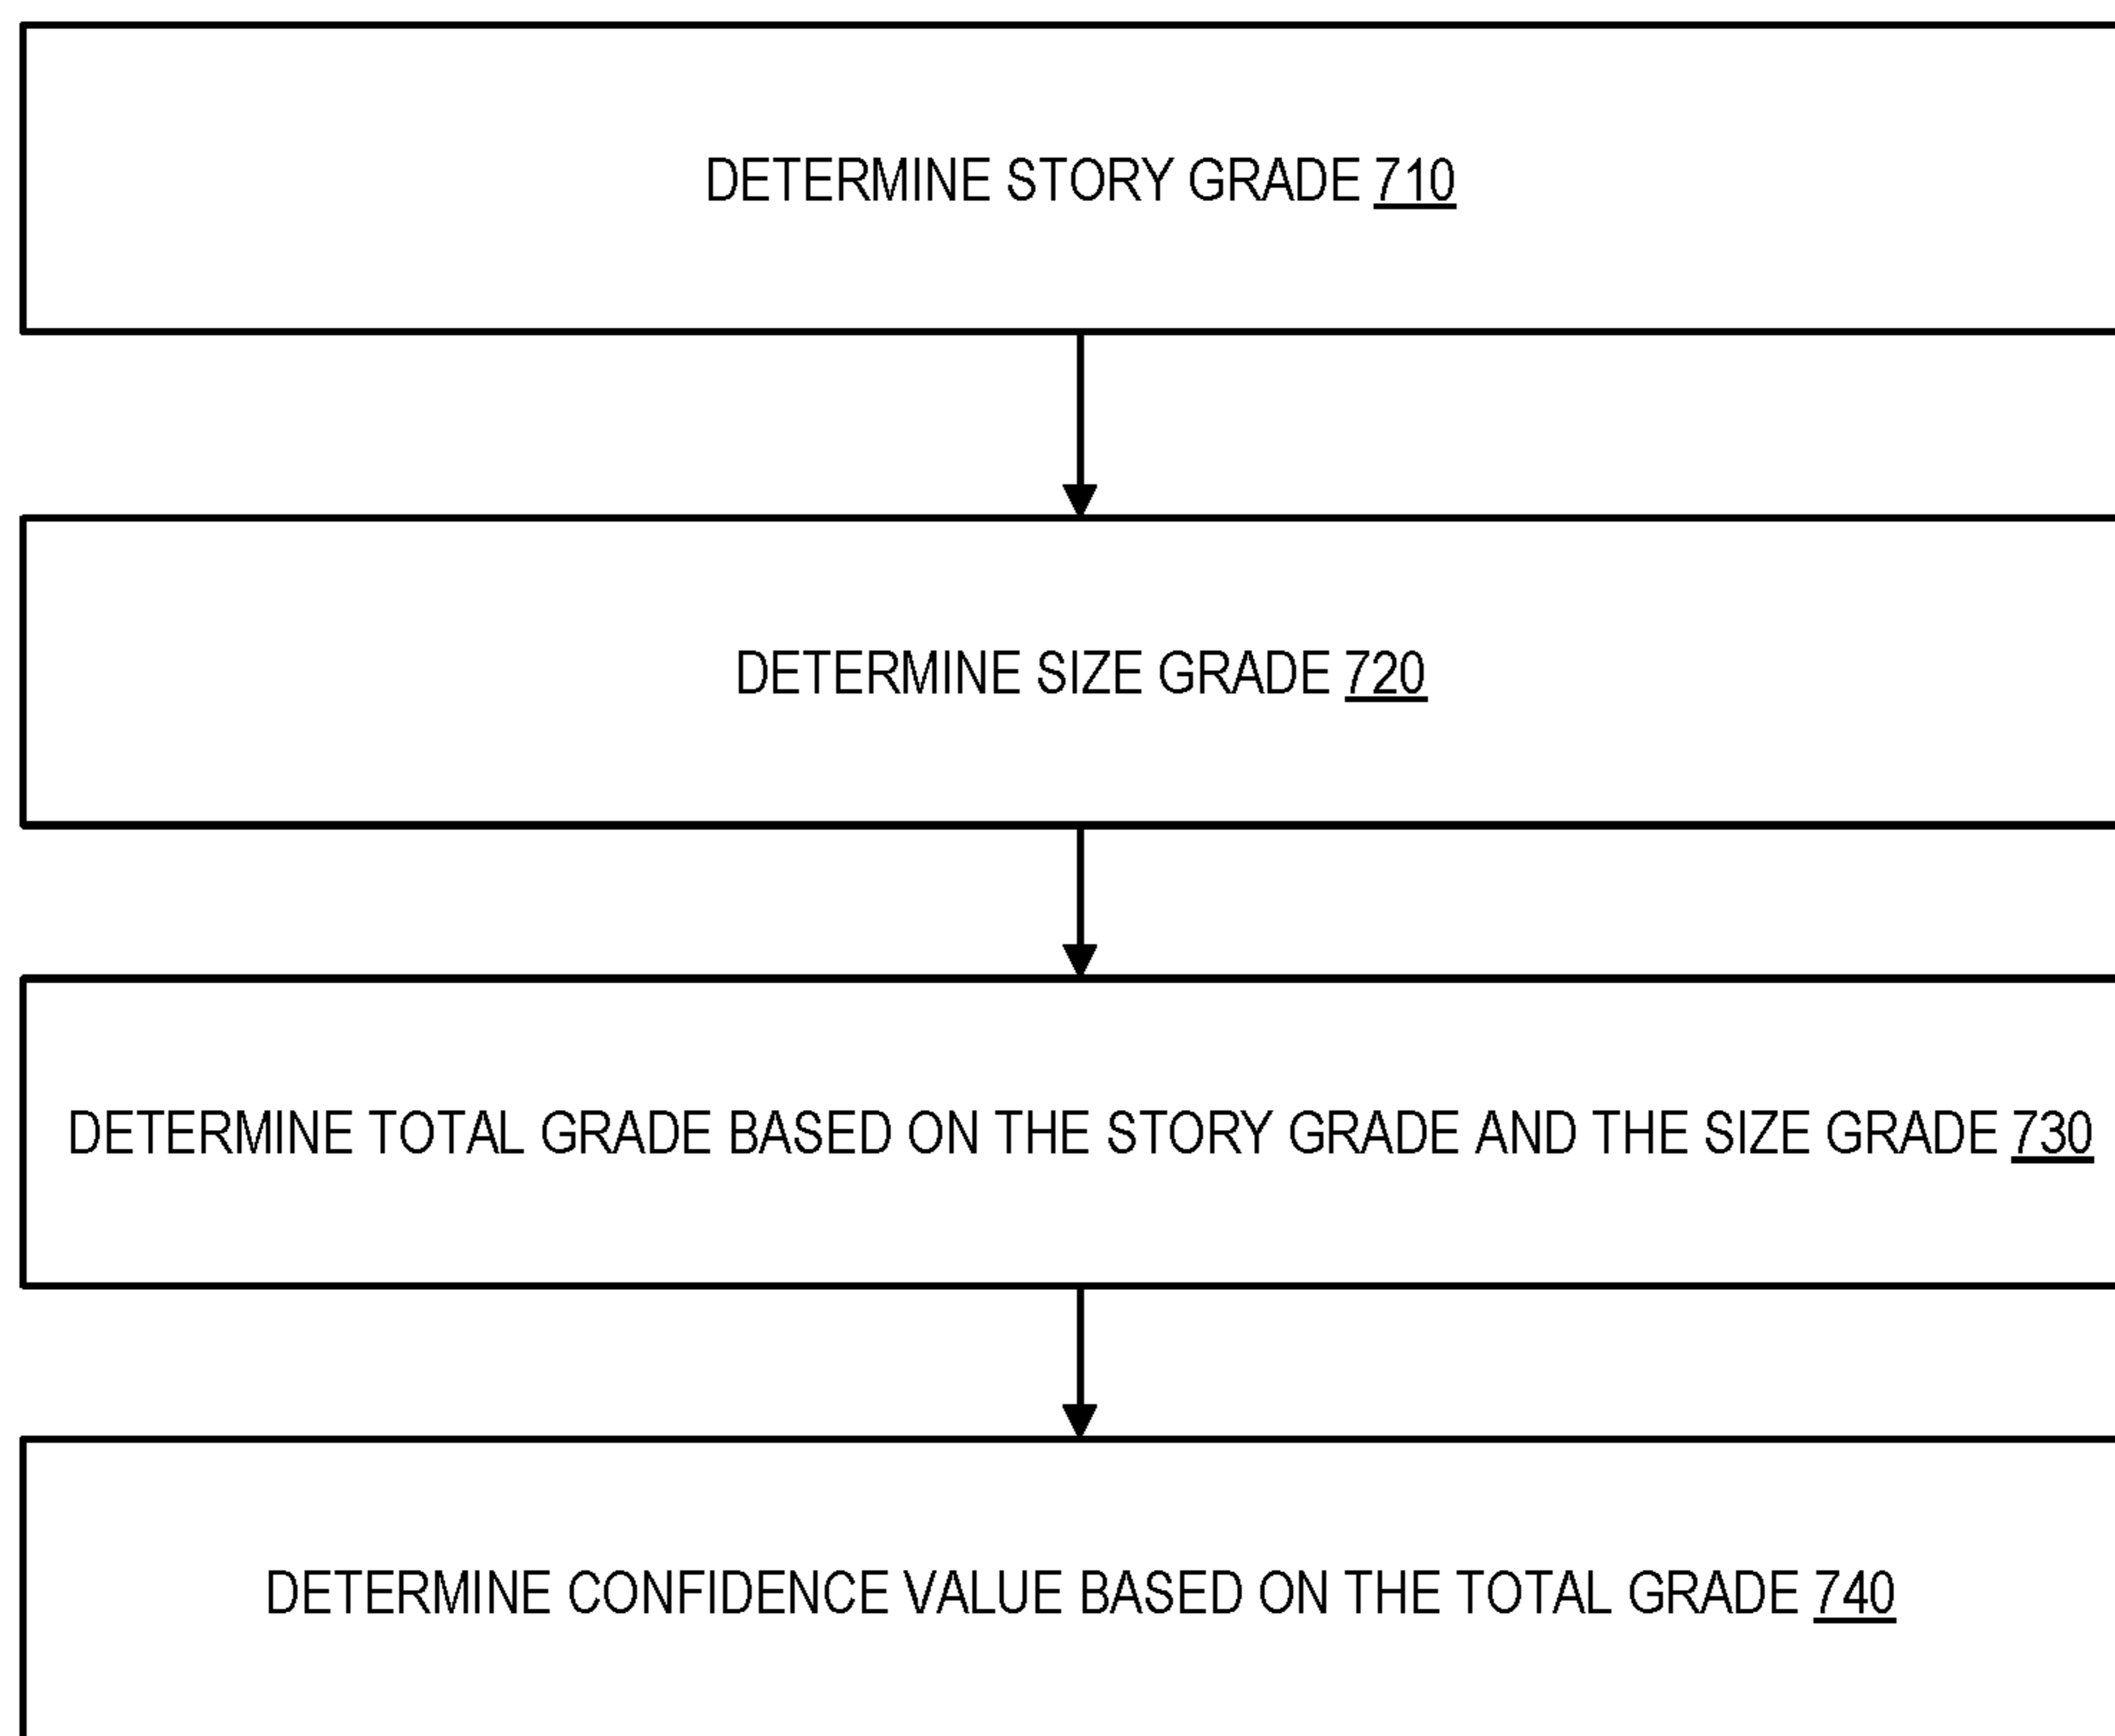 DETERMINE STORY GRADE 710
DETERMINE SIZE GRADE 720
DETERMINE TOTAL GRADE BASED ON THE STORY GRADE AND THE SIZE GRADE 730
DETERMINE CONFIDENCE VALUE BASED ON THE TOTAL GRADE 740